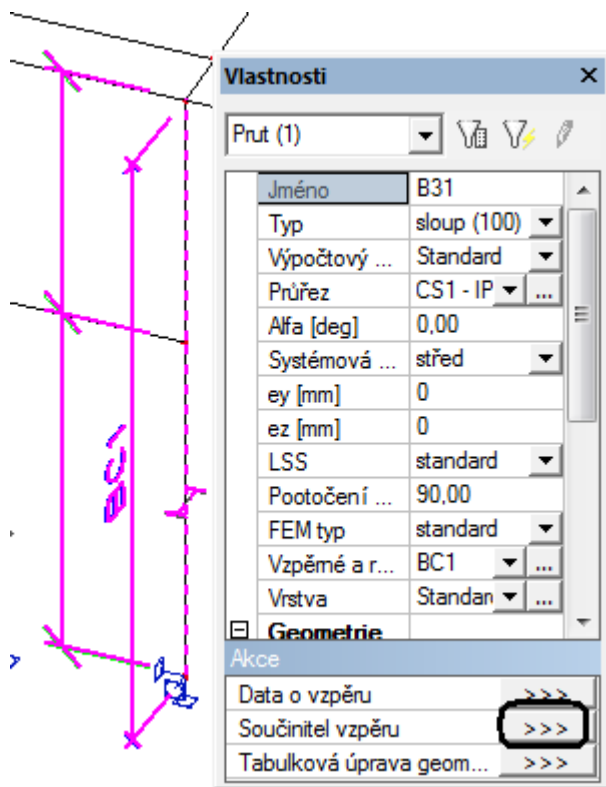 Vlastnosti
Prut (1)
Jméno B31
Typ sloup (100)
Výpočtový ... Standard
Průřez CS1 - IP ...
Alfa [deg] 0,00
Systémová ... střed
ey [mm] 0
ez [mm] 0
LSS standard
Pootočení ... 90,00
FEM typ standard
Vzpěrné a r... BC1 ...
Vrstva Standar ...
Geometrie
Akce
Data o vzpěru >>>
Součinitel vzpěru >>>
Tabulková úprava geom... >>>
BC1